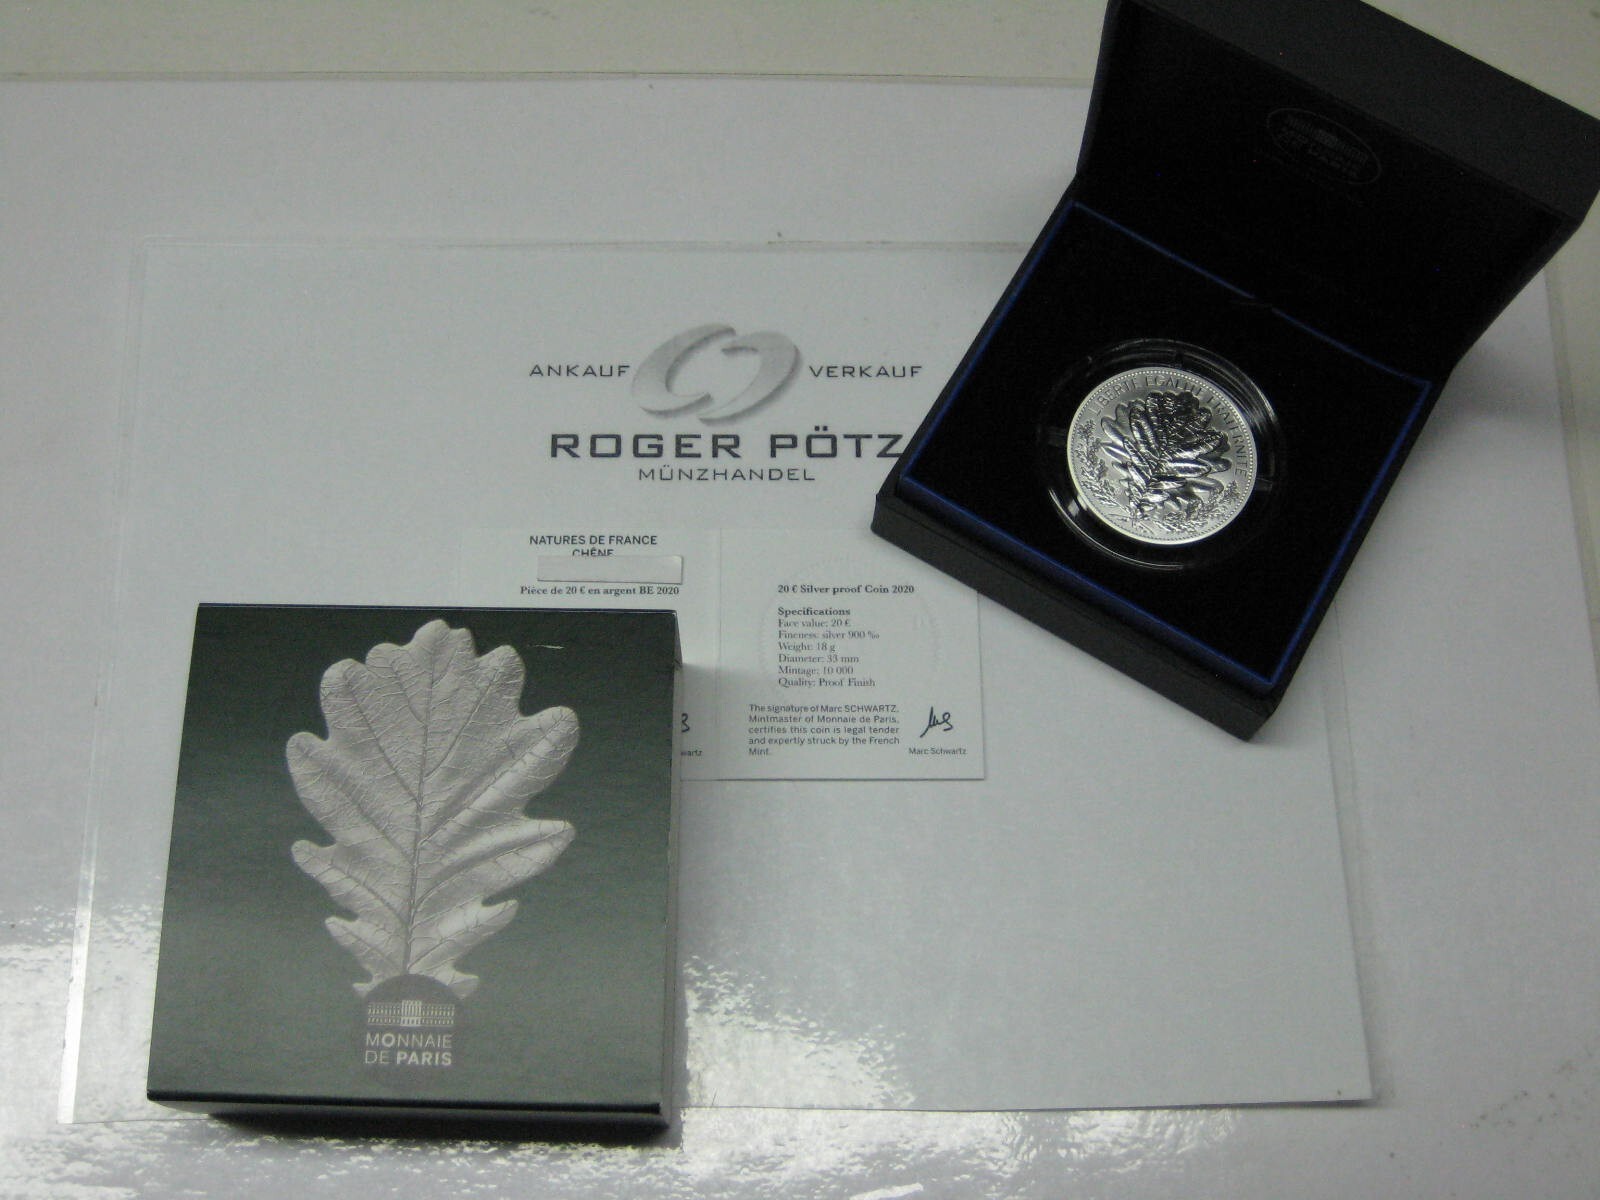 ANKAUF VERKAUF
ROGER PÖTZ
MÜNZHANDEL
LIBERTÉ EGALITÉ FRATERNITÉ
NATURES DE FRANCE
CHÊNE
Pièce de 20 € en argent BE 2020
20 € Silver proof Coin 2020
Specifications
Face value: 20 €
Fineness: silver 900 ‰
Weight: 18 g
Diameter: 33 mm
Mintage: 10 000
Quality: Proof Finish
The signature of Marc SCHWARTZ,
Mintmaster of Monnaie de Paris,
certifies this coin is legal tender
and expertly struck by the French
Mint.
Marc Schwartz
wartz
MONNAIE
DE PARIS